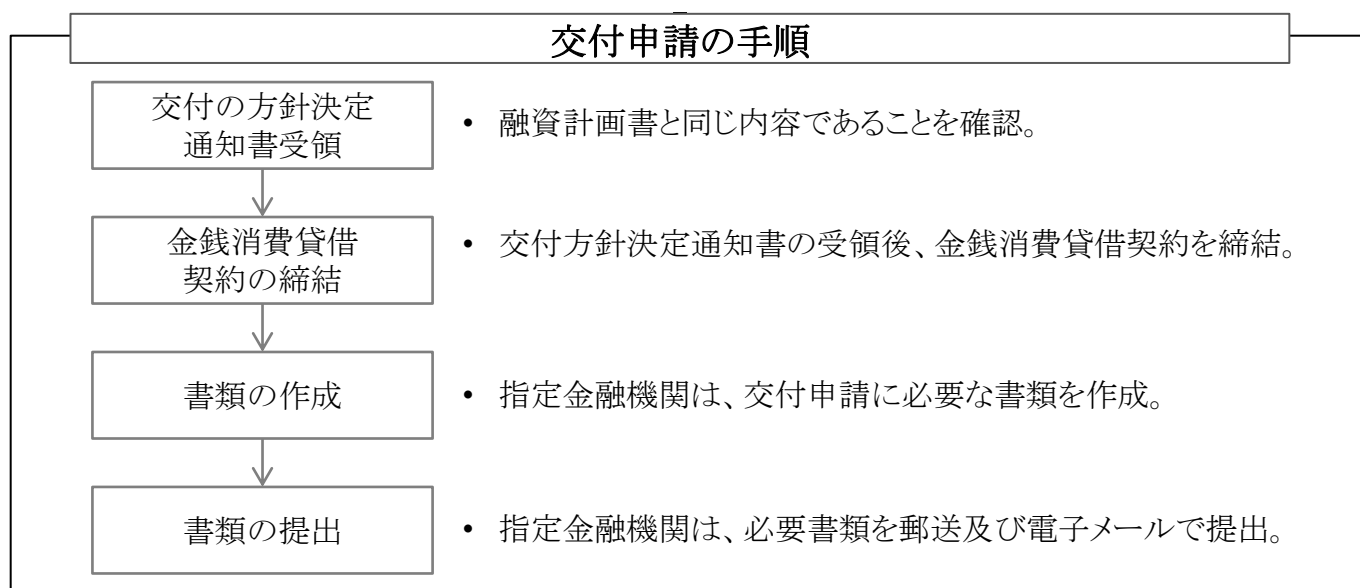 交付申請の手順
交付の方針決定
通知書受領
• 融資計画書と同じ内容であることを確認。
金銭消費貸借
契約の締結
• 交付方針決定通知書の受領後、金銭消費貸借契約を締結。
書類の作成
• 指定金融機関は、交付申請に必要な書類を作成。
書類の提出
• 指定金融機関は、必要書類を郵送及び電子メールで提出。